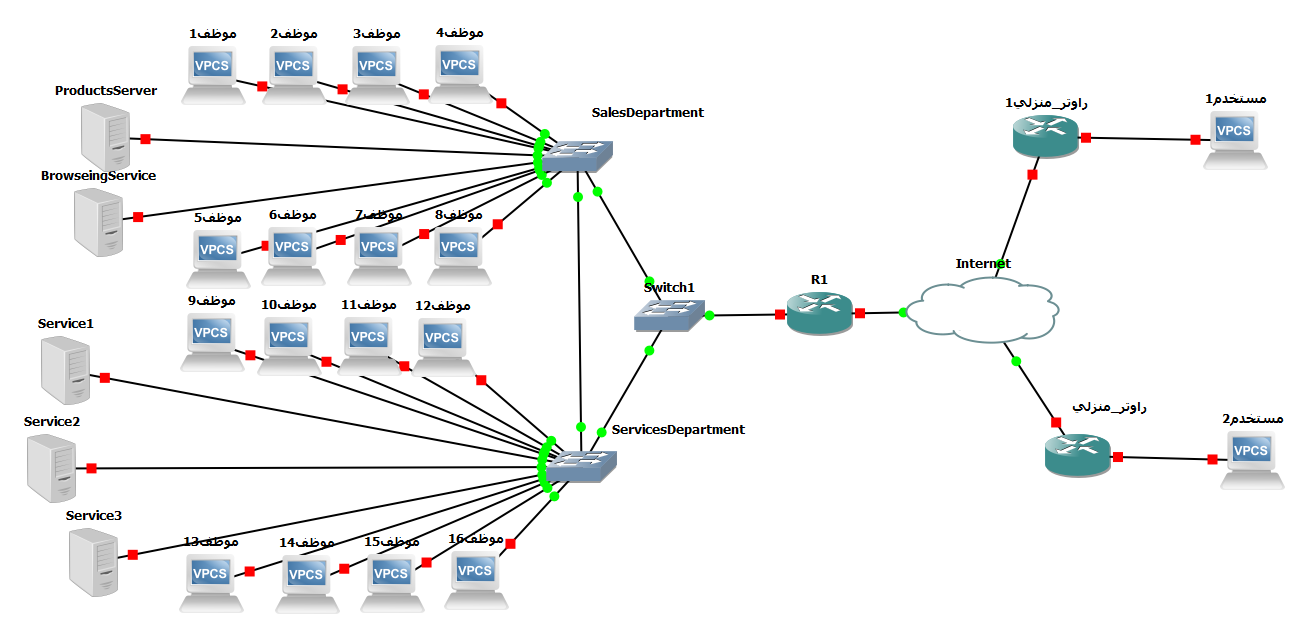 موظف1
VPCS
موظف2
VPCS
موظف3
VPCS
موظف4
VPCS
ProductsServer
SalesDepartment
BrowseingService
موظف5
VPCS
موظف6
VPCS
موظف7
VPCS
موظف8
VPCS
راوتر_منزلي1
مستخدم1
VPCS
Internet
R1
Switch1
موظف9
VPCS
موظف10
VPCS
موظف11
VPCS
موظف12
VPCS
Service1
Service2
Service3
ServicesDepartment
راوتر_منزلي
مستخدم2
VPCS
موظف13
VPCS
موظف14
VPCS
موظف15
VPCS
موظف16
VPCS